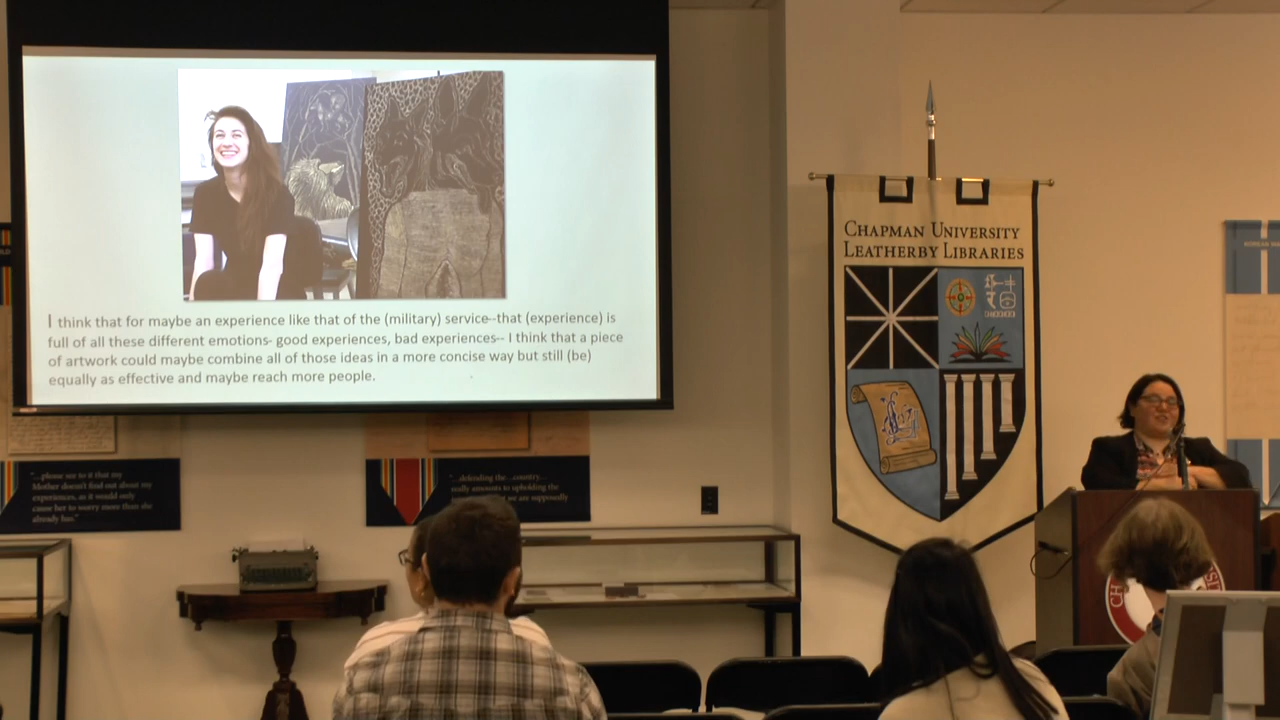 I think that for maybe an experience like that of the (military) service--that (experience) is
full of all these different emotions- good experiences, bad experiences-- I think that a piece
of artwork could maybe combine all of those ideas in a more concise way but still (be)
equally as effective and maybe reach more people.
CHAPMAN UNIVERSITY
LEATHERBY LIBRARIES
"...please see to it that my
Mother doesn't find out about my
experiences, as it would only
cause her to worry more than she
already has."
"...defending the...country...
really amounts to upholding the
we are supposedly
KOREAN